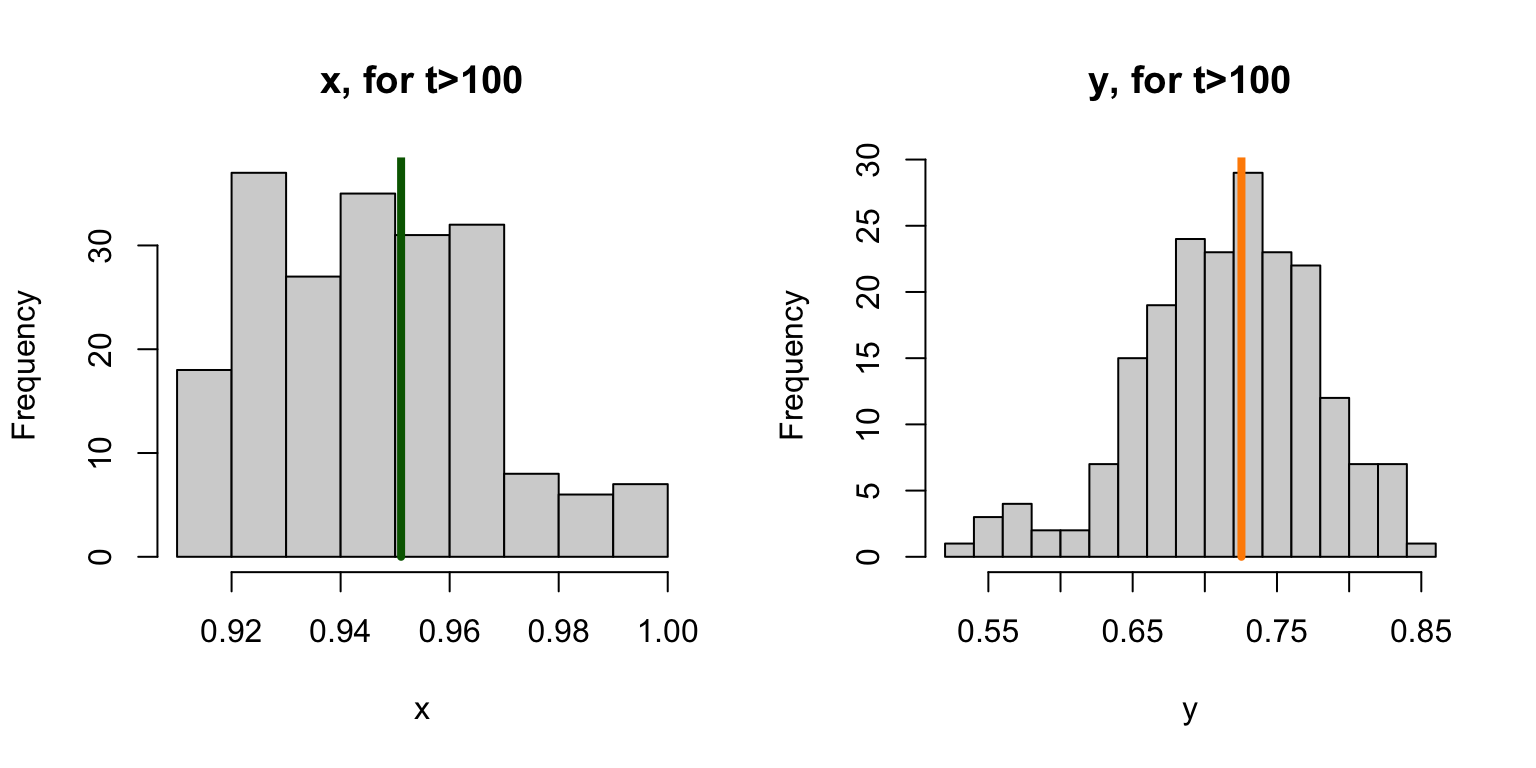 x, for t>100
Frequency
0 10 20 30
0.92 0.94 0.96 0.98 1.00
x
y, for t>100
Frequency
0 5 10 15 20 25 30
0.55 0.65 0.75 0.85
y